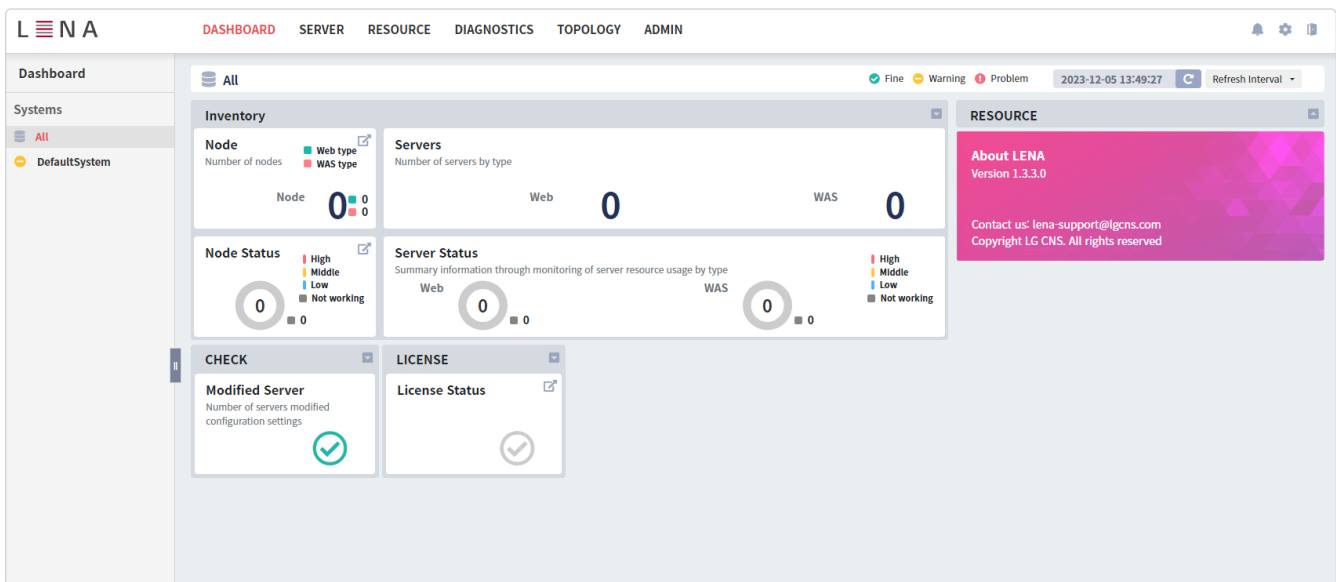 LENA
DASHBOARD SERVER RESOURCE DIAGNOSTICS TOPOLOGY ADMIN
Dashboard
Systems
All
DefaultSystem
All
Fine Warning Problem 2023-12-05 13:49:27 Refresh Interval
Inventory
Node
Number of nodes
Web type
WAS type
Node 0 0
0
Servers
Number of servers by type
Web 0 WAS 0
Node Status
High
Middle
Low
Not working
0 0
Server Status
Summary information through monitoring of server resource usage by type
Web 0 0
WAS 0 0
High
Middle
Low
Not working
RESOURCE
About LENA
Version 1.3.3.0
Contact us: lena-support@lgcns.com
Copyright LG CNS. All rights reserved
CHECK
Modified Server
Number of servers modified
configuration settings
LICENSE
License Status